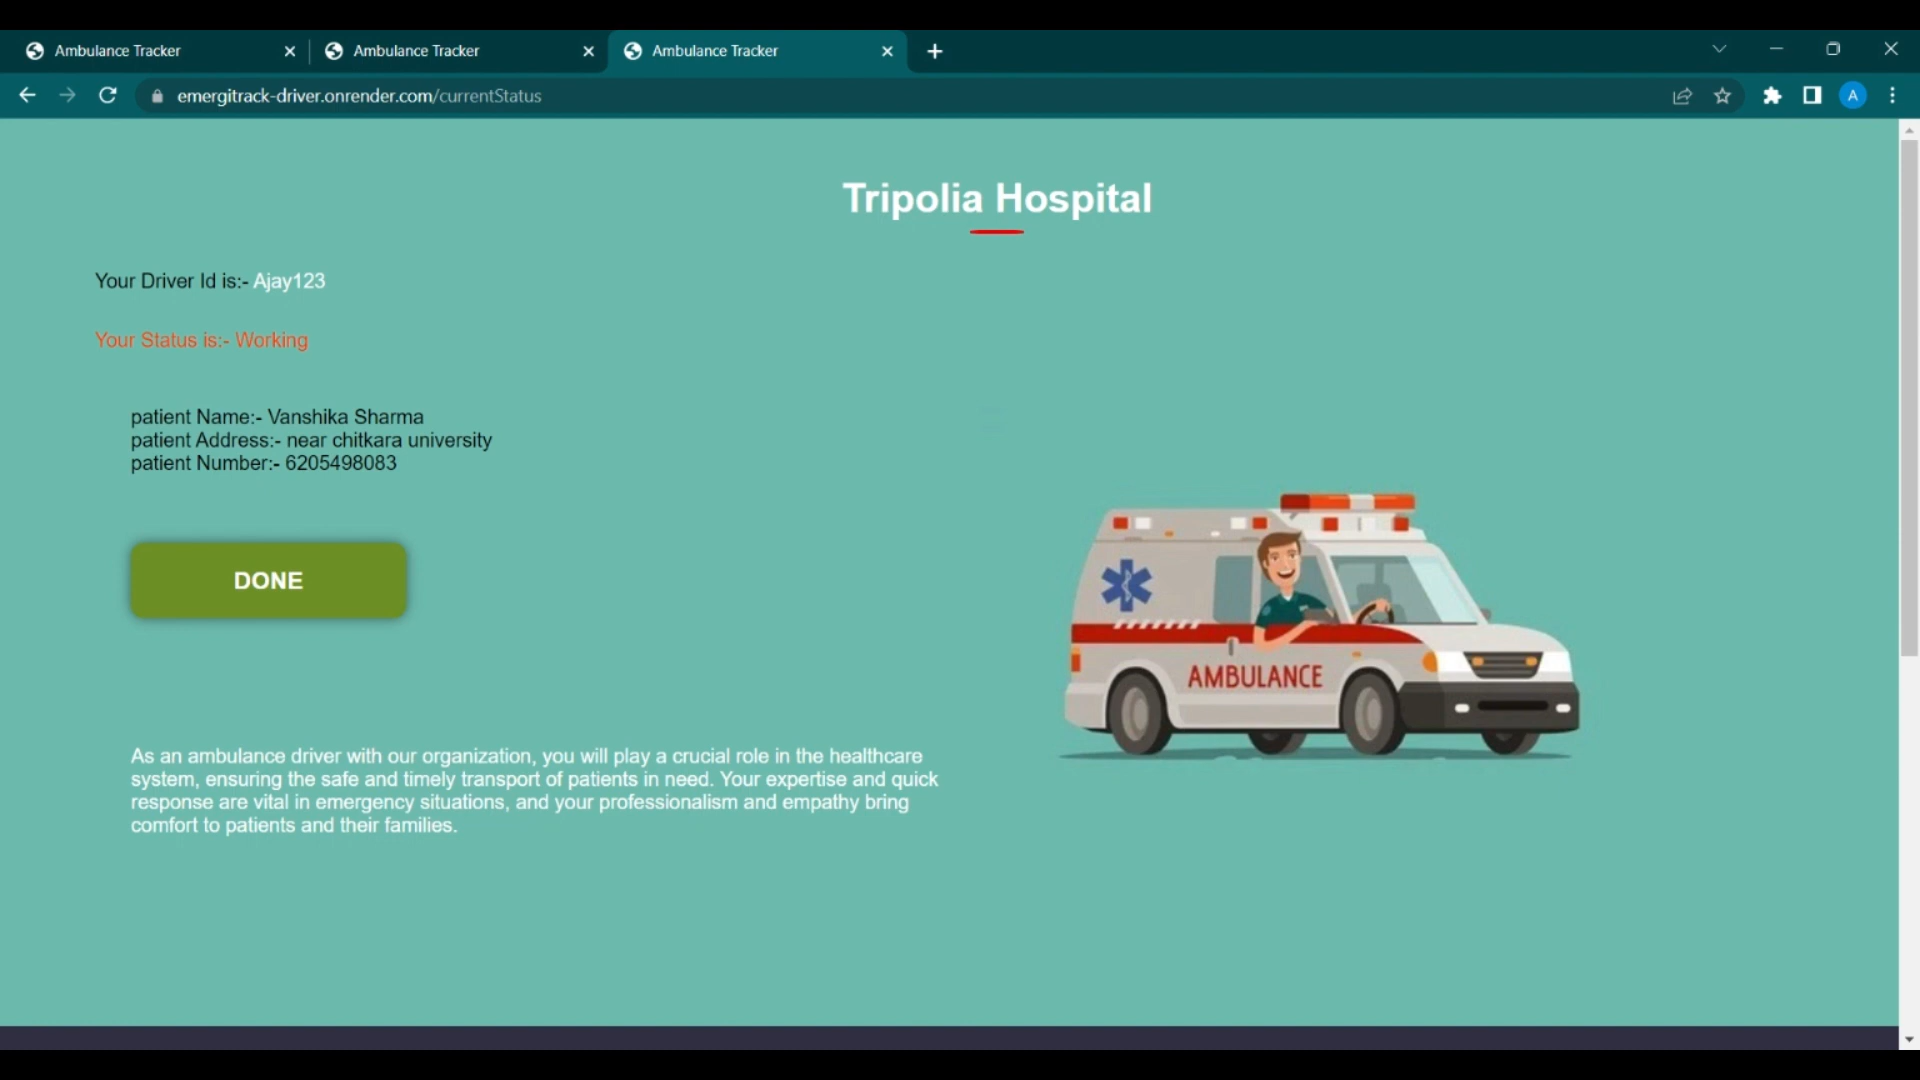 Ambulance Tracker
Ambulance Tracker
Ambulance Tracker
emergitrack-driver.onrender.com/currentStatus
A
Tripolia Hospital
Your Driver Id is:- Ajay123
Your Status is:- Working
patient Name:- Vanshika Sharma
patient Address:- near chitkara university
patient Number:- 6205498083
DONE
AMBULANCE
As an ambulance driver with our organization, you will play a crucial role in the healthcare
system, ensuring the safe and timely transport of patients in need. Your expertise and quick
response are vital in emergency situations, and your professionalism and empathy bring
comfort to patients and their families.